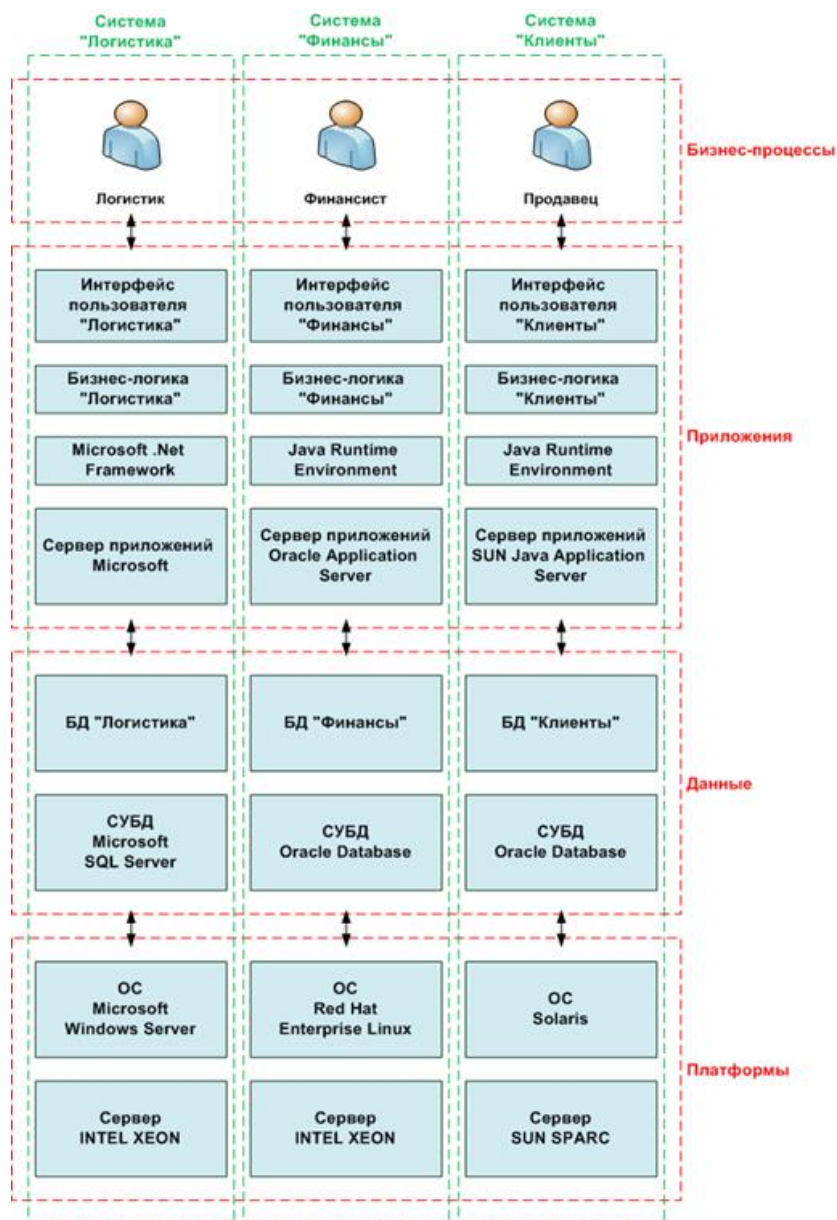 Система
"Логистика"
Система
"Финансы"
Система
"Клиенты"
Логистик
Финансист
Продавец
Бизнес-процессы
Интерфейс
пользователя
"Логистика"
Интерфейс
пользователя
"Финансы"
Интерфейс
пользователя
"Клиенты"
Бизнес-логика
"Логистика"
Бизнес-логика
"Финансы"
Бизнес-логика
"Клиенты"
Microsoft .Net
Framework
Java Runtime
Environment
Java Runtime
Environment
Приложения
Сервер приложений
Microsoft
Сервер приложений
Oracle Application
Server
Сервер приложений
SUN Java Application
Server
БД "Логистика"
БД "Финансы"
БД "Клиенты"
Данные
СУБД
Microsoft
SQL Server
СУБД
Oracle Database
СУБД
Oracle Database
ОС
Microsoft
Windows Server
ОС
Red Hat
Enterprise Linux
ОС
Solaris
Платформы
Сервер
INTEL XEON
Сервер
INTEL XEON
Сервер
SUN SPARC